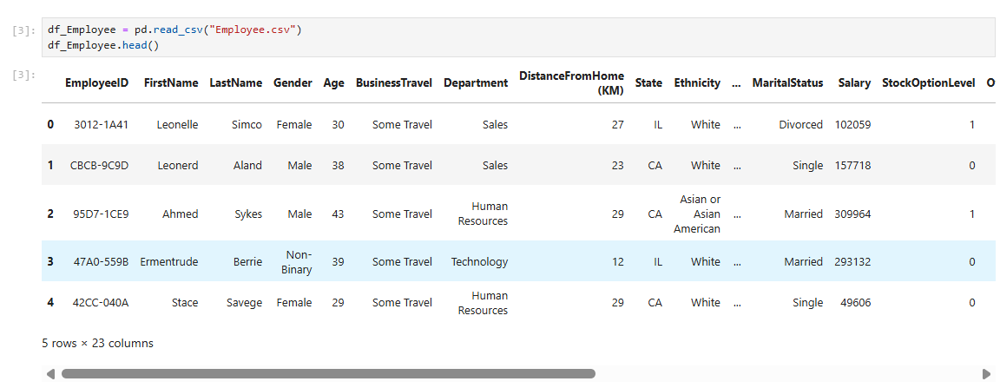 [3]: df_Employee = pd.read_csv("Employee.csv")
df_Employee.head()
[3]:
EmployeeID FirstName LastName Gender Age BusinessTravel Department DistanceFromHome (KM) State Ethnicity ... MaritalStatus Salary StockOptionLevel O
0 3012-1A41 Leonelle Simco Female 30 Some Travel Sales 27 IL White ... Divorced 102059 1
1 CBCB-9C9D Leonerd Aland Male 38 Some Travel Sales 23 CA White ... Single 157718 0
2 95D7-1CE9 Ahmed Sykes Male 43 Some Travel Human Resources 29 CA Asian or Asian American ... Married 309964 1
3 47A0-559B Ermentrude Berrie Non-Binary 39 Some Travel Technology 12 IL White ... Married 293132 0
4 42CC-040A Stace Savege Female 29 Some Travel Human Resources 29 CA White ... Single 49606 0
5 rows × 23 columns